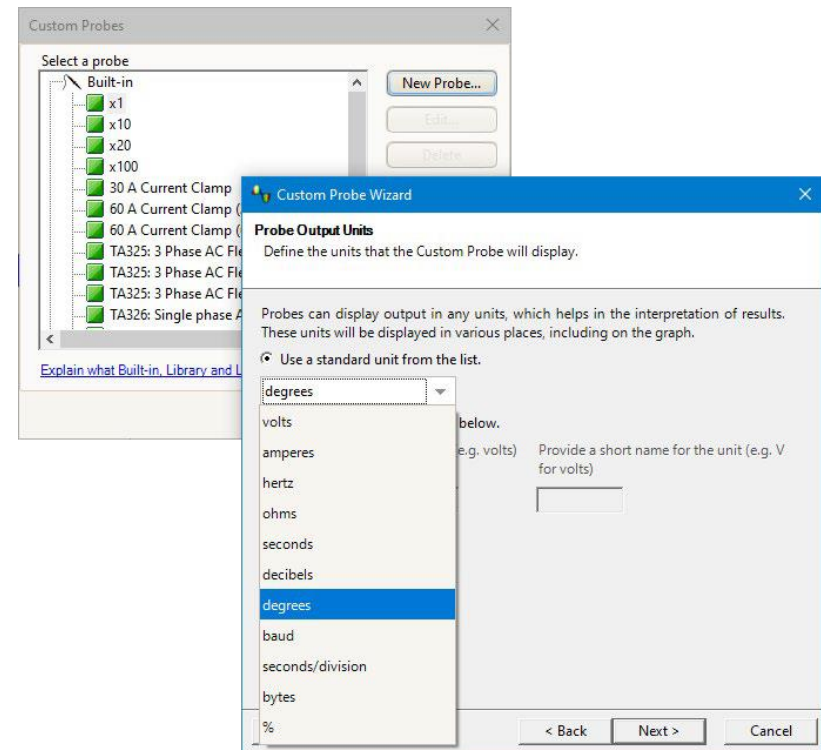 Custom Probes
Select a probe
Built-in
x1
x10
x20
x100
30 A Current Clamp
60 A Current Clamp (
60 A Current Clamp (
TA325: 3 Phase AC Fle
TA325: 3 Phase AC Fle
TA325: 3 Phase AC Fle
TA326: Single phase A
Explain what Built-in, Library and L
New Probe...
Edit...
Delete
Custom Probe Wizard
Probe Output Units
Define the units that the Custom Probe will display.
Probes can display output in any units, which helps in the interpretation of results.
These units will be displayed in various places, including on the graph.
Use a standard unit from the list.
degrees
volts
amperes
hertz
ohms
seconds
decibels
degrees
baud
seconds/division
bytes
%
below.
e.g. volts)
Provide a short name for the unit (e.g. V
for volts)
< Back
Next >
Cancel